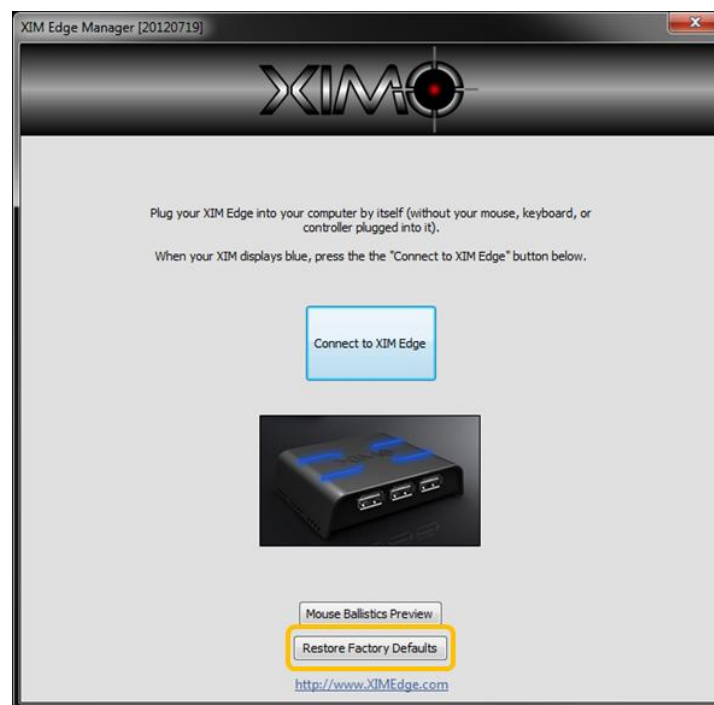 XIM Edge Manager [20120719]
XIM
Plug your XIM Edge into your computer by itself (without your mouse, keyboard, or
controller plugged into it).
When your XIM displays blue, press the the "Connect to XIM Edge" button below.
Connect to XIM Edge
Mouse Ballistics Preview
Restore Factory Defaults
http://www.XIMEdge.com